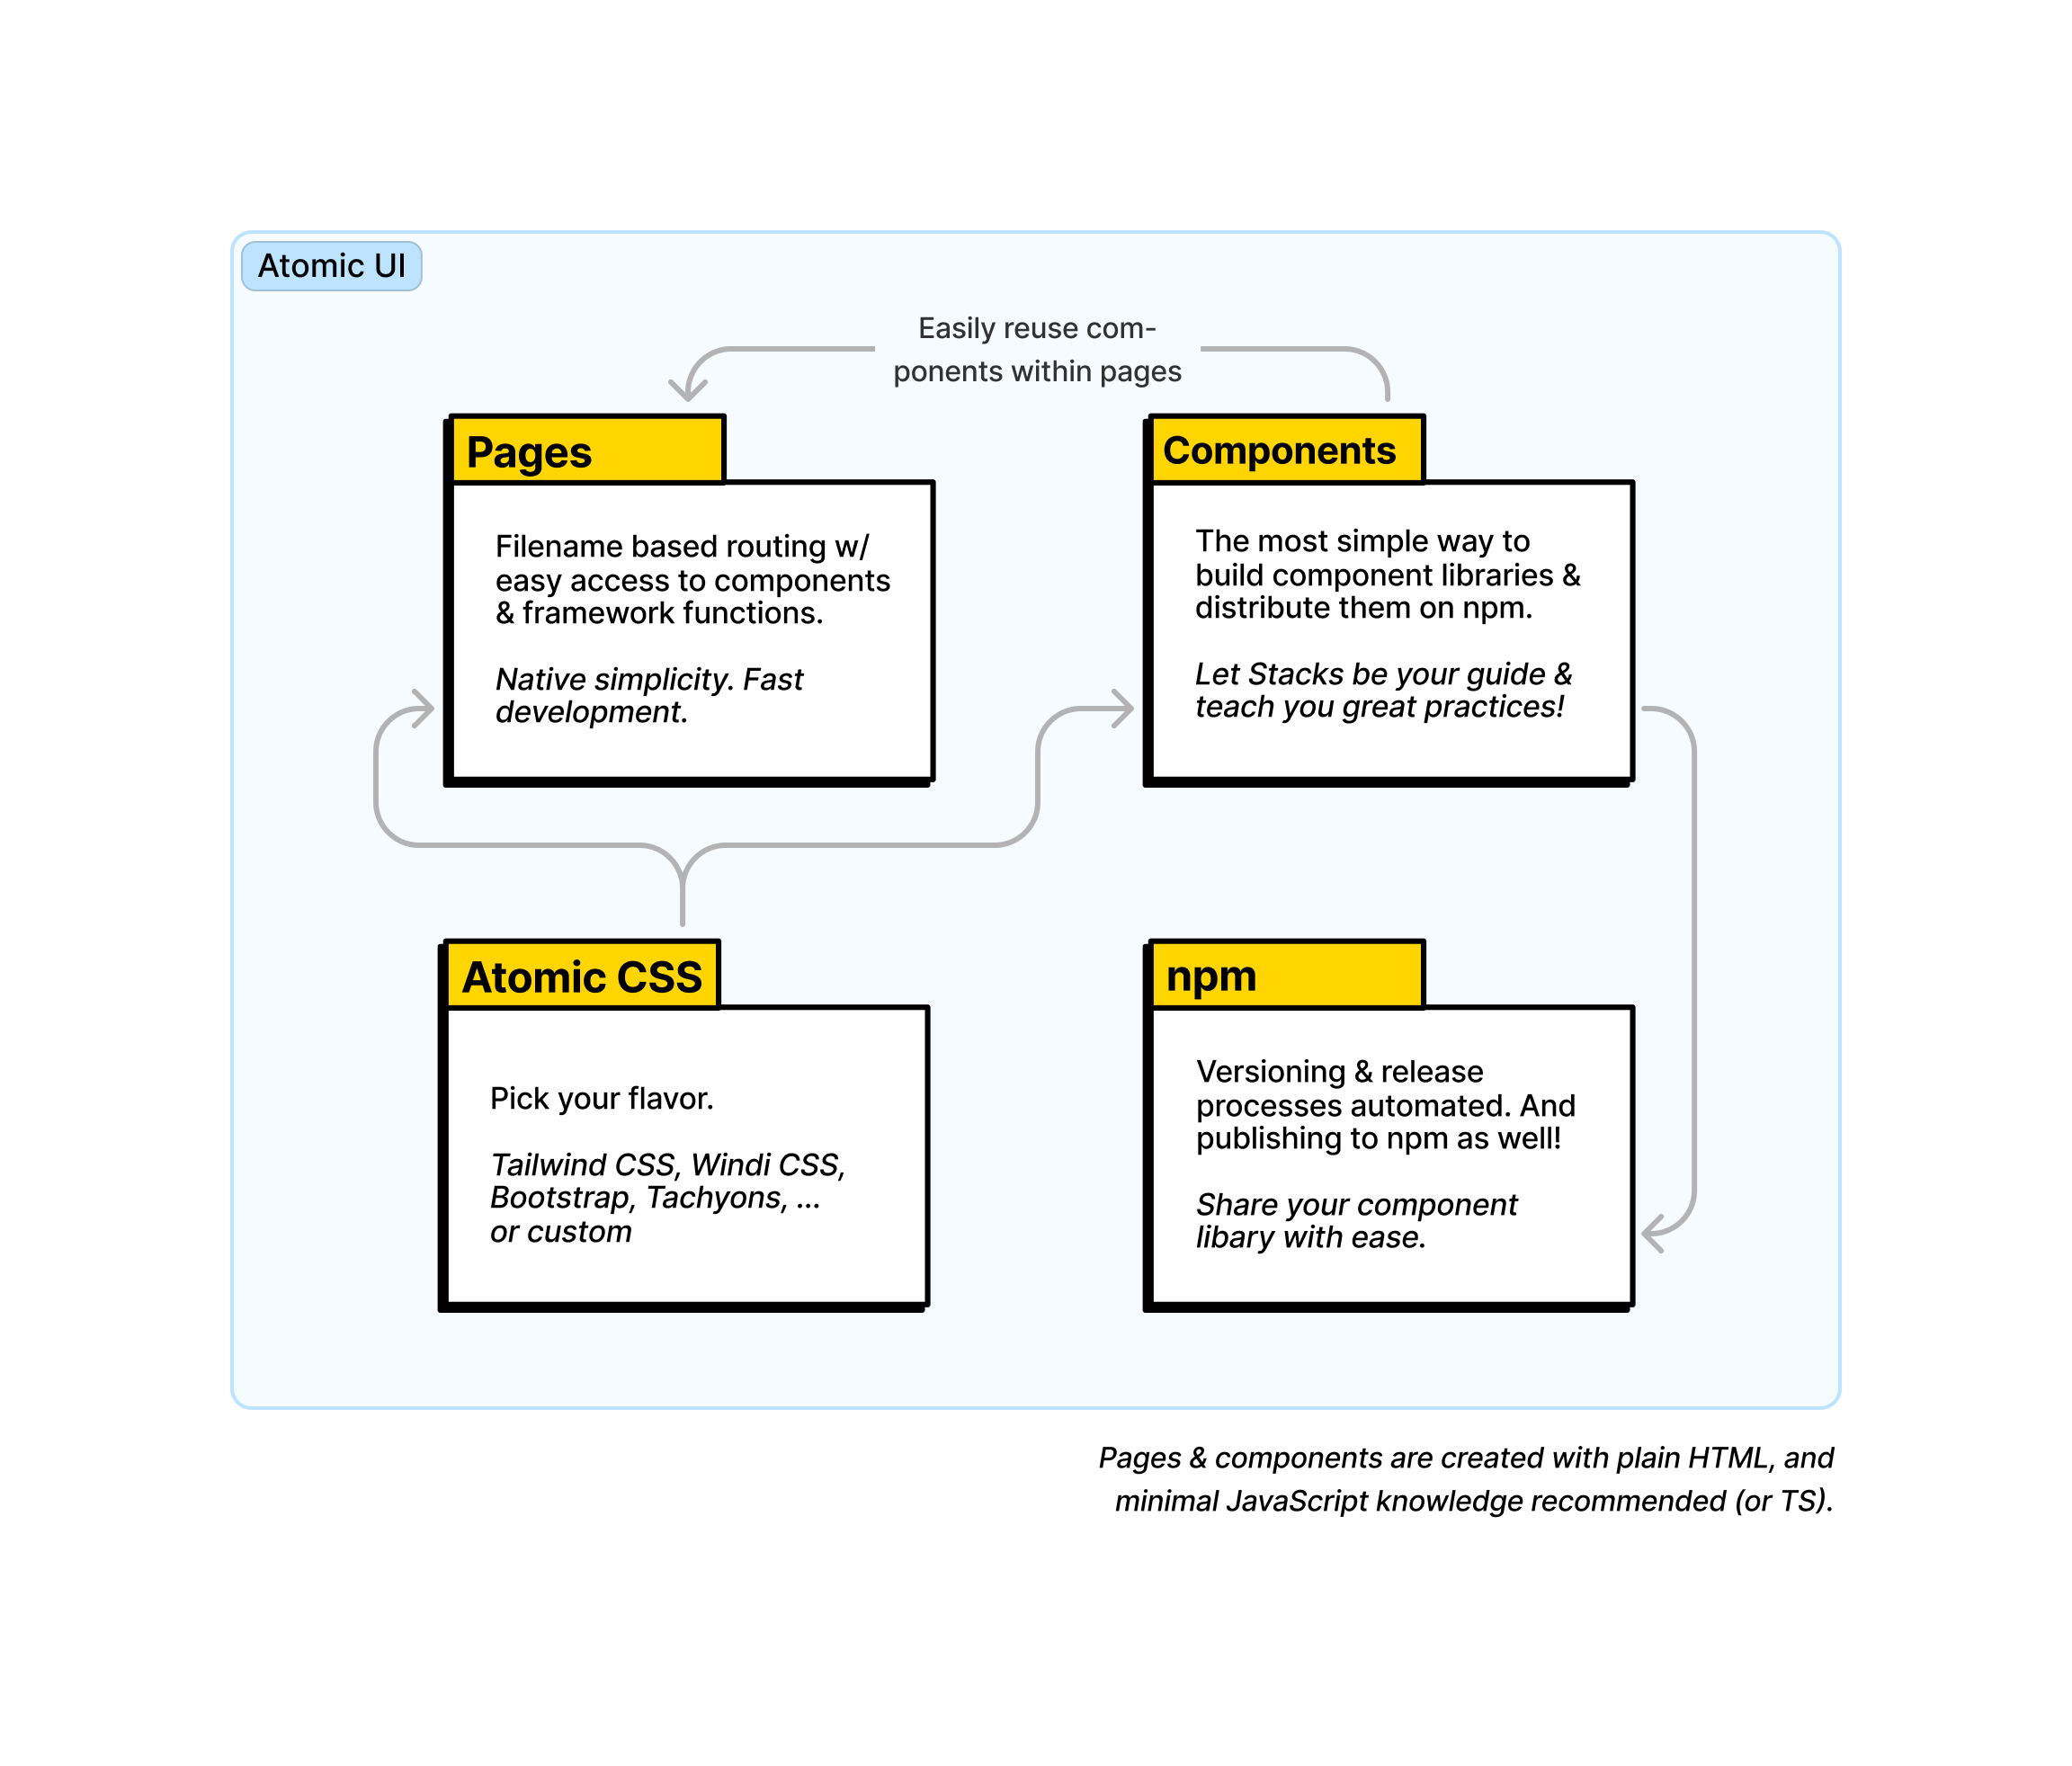 Atomic UI
Easily reuse com-
ponents within pages
Pages
Filename based routing w/
easy access to components
& framework functions.
Native simplicity. Fast
development.
Components
The most simple way to
build component libraries &
distribute them on npm.
Let Stacks be your guide &
teach you great practices!
Atomic CSS
Pick your flavor.
Tailwind CSS, Windi CSS,
Bootstrap, Tachyons, ...
or custom
npm
Versioning & release
processes automated. And
publishing to npm as well!
Share your component
libary with ease.
Pages & components are created with plain HTML, and
minimal JavaScript knowledge recommended (or TS).